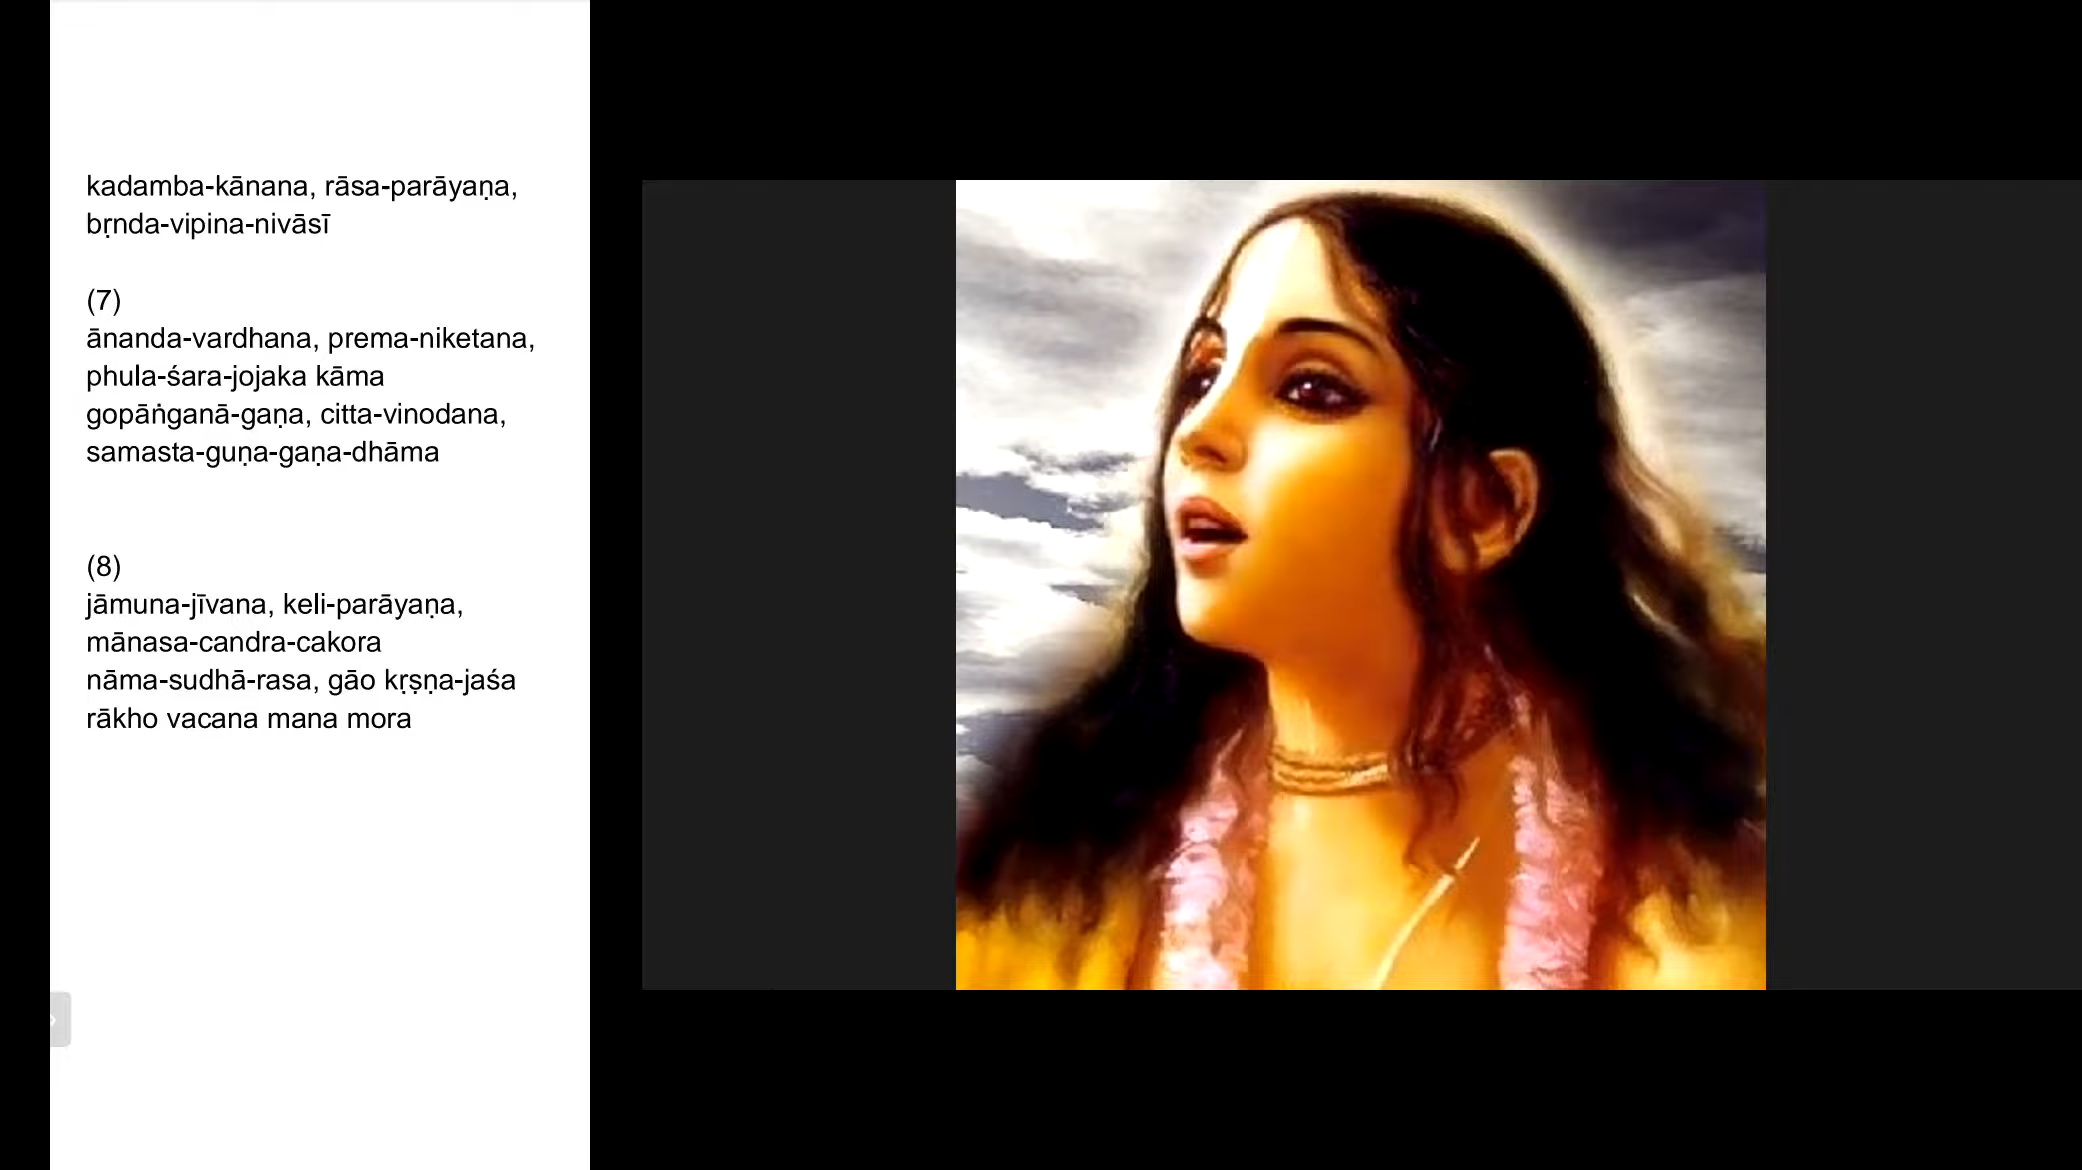 kadamba-kānana, rāsa-parāyaṇa,
bṛnda-vipina-nivāsī
(7)
ānanda-vardhana, prema-niketana,
phula-śara-jojaka kāma
gopāṅganā-gaṇa, citta-vinodana,
samasta-guṇa-gaṇa-dhāma
(8)
jāmuna-jīvana, keli-parāyaṇa,
mānasa-candra-cakora
nāma-sudhā-rasa, gāo kṛṣṇa-jaśa
rākho vacana mana mora